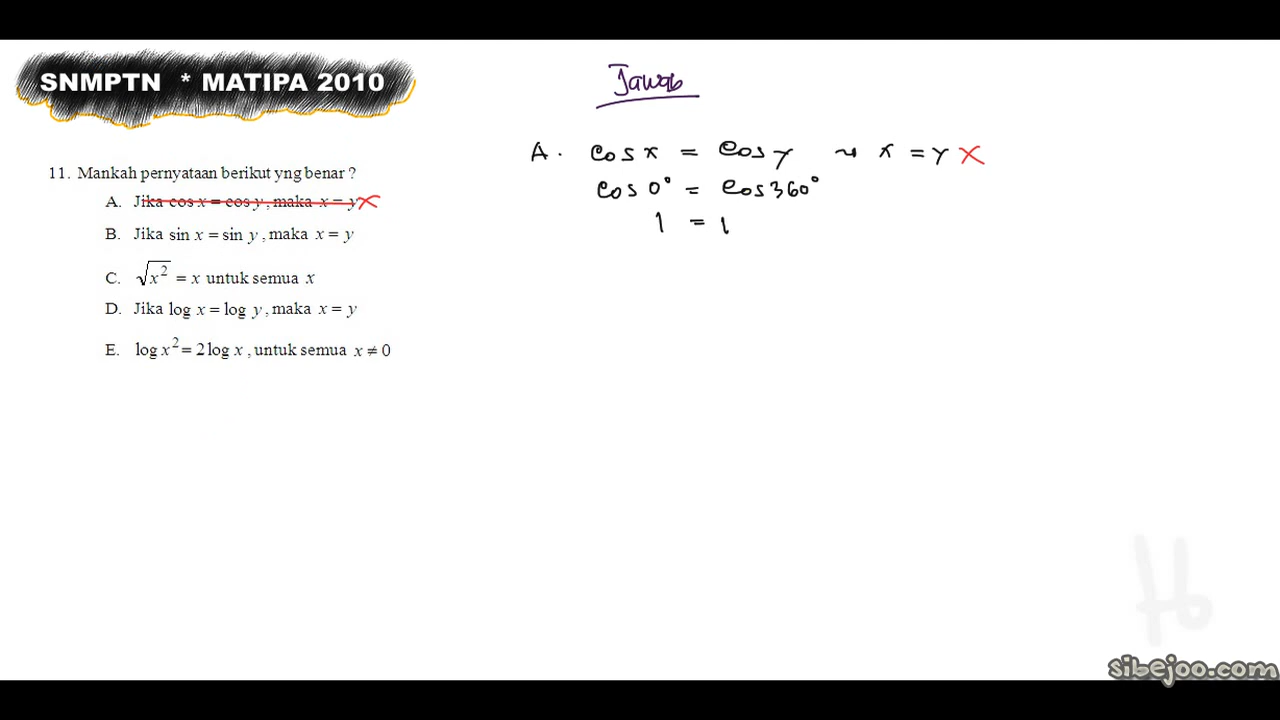 SNMPTN * MATIPA 2010
Jawab
11. Mankah pernyataan berikut yng benar ?
A. Jika cos x = cos y , maka x = y X
B. Jika sin x = sin y , maka x = y
C. √x² = x untuk semua x
D. Jika log x = log y , maka x = y
E. log x² = 2 log x , untuk semua x ≠ 0
A. cos x = cos y ~> x = y X
cos 0° = cos 360°
1 = 1
sibejoo.com